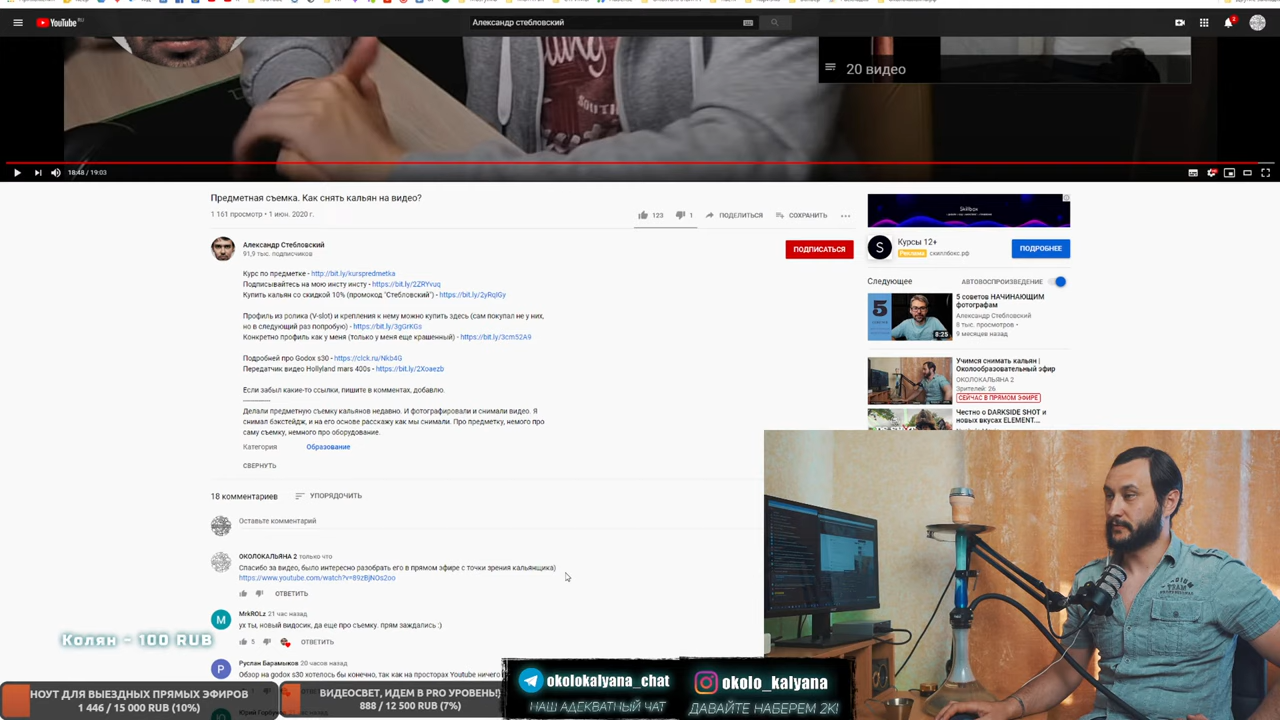 YouTube RU
Александр стебловский
2
20 видео
18:48 / 19:03
Предметная съемка. Как снять кальян на видео?
1 161 просмотр • 1 июн. 2020 г.
123
1
ПОДЕЛИТЬСЯ
СОХРАНИТЬ
Александр Стебловский
91,9 тыс. подписчиков
ПОДПИСАТЬСЯ
Курс по предметке - http://bit.ly/kurspredmetka
Подписывайтесь на мою инсту инсту - https://bit.ly/2ZRYvuq
Купить кальян со скидкой 10% (промокод "Стебловский") - https://bit.ly/2yRqIGy
Профиль из ролика (V-slot) и крепления к нему можно купить здесь (сам покупал не у них,
но в следующий раз попробую) - https://bit.ly/3gGrKGs
Конкретно профиль как у меня (только у меня еще крашенный) - https://bit.ly/3cm52A9
Подробней про Godox s30 - https://clck.ru/Nkb4G
Передатчик видео Hollyland mars 400s - https://bit.ly/2Xoaezb
Если забыл какие-то ссылки, пишите в комментах, добавлю.
------------
Делали предметную съемку кальянов недавно. И фотографировали и снимали видео. Я
снимал бэкстейдж, и на его основе расскажу как мы снимали. Про предметку, немого про
саму съемку, немного про оборудование.
Категория
Образование
СВЕРНУТЬ
18 комментариев
УПОРЯДОЧИТЬ
Оставьте комментарий
ОКОЛОКАЛЬЯНА 2 только что
Спасибо за видео, было интересно разобрать его в прямом эфире с точки зрения кальянщика)
https://www.youtube.com/watch?v=89zBjNOs2oo
ОТВЕТИТЬ
M
MrkROLz 21 час назад
ух ты, новый видосик, да еще про съемку. прям заждались :)
5
ОТВЕТИТЬ
Р
Руслан Барамыков 20 часов назад
Обзор на godox s30 хотелось бы конечно, так как на просторах Youtube ничего
Skillbox
S
Курсы 12+
Реклама скиллбокс.рф
ПОДРОБНЕЕ
Следующее
АВТОВОСПРОИЗВЕДЕНИЕ
5
8:25
5 советов НАЧИНАЮЩИМ
фотографам
Александр Стебловский
8 тыс. просмотров •
9 месяцев назад
Учимся снимать кальян |
Околообразовательный эфир
ОКОЛОКАЛЬЯНА 2
Зрителей: 26
СЕЙЧАС В ПРЯМОМ ЭФИРЕ
Честно о DARKSIDE SHOT и
новых вкусах ELEMENT....
Колян - 100 RUB
НОУТ ДЛЯ ВЫЕЗДНЫХ ПРЯМЫХ ЭФИРОВ
1 446 / 15 000 RUB (10%)
ВИДЕОСВЕТ, ИДЕМ В PRO УРОВЕНЬ!
888 / 12 500 RUB (7%)
okolokalyana_chat
НАШ АДЕКВАТНЫЙ ЧАТ
okolo_kalyana
ДАВАЙТЕ НАБЕРЕМ 2К!